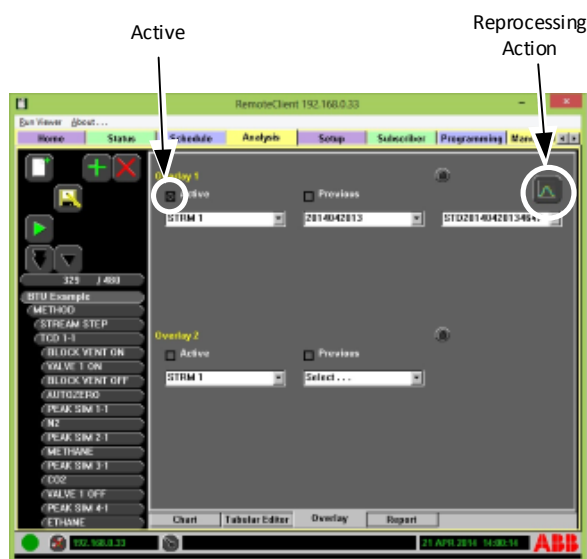 Active
Reprocessing
Action
RemoteClient 192.168.0.33
Run Viewer About...
Home Status Schedule Analysis Setup Subscriber Programming
Overlay 1
Active Previous
STRM 1 2014042013
329 / 480
BTU Example
METHOD
STREAM STEP
TCD 1-1
BLOCK VENT ON
VALVE 1 ON
BLOCK VENT OFF
AUTOZERO
PEAK SIM 1-1
N2
PEAK SIM 2-1
METHANE
PEAK SIM 3-1
CO2
VALVE 1 OFF
PEAK SIM 4-1
ETHANE
Overlay 2
Active Previous
STRM 1 Select...
Chart Tabular Editor Overlay Report
192.168.0.33 21 APR 2014 14:00:14 ABB